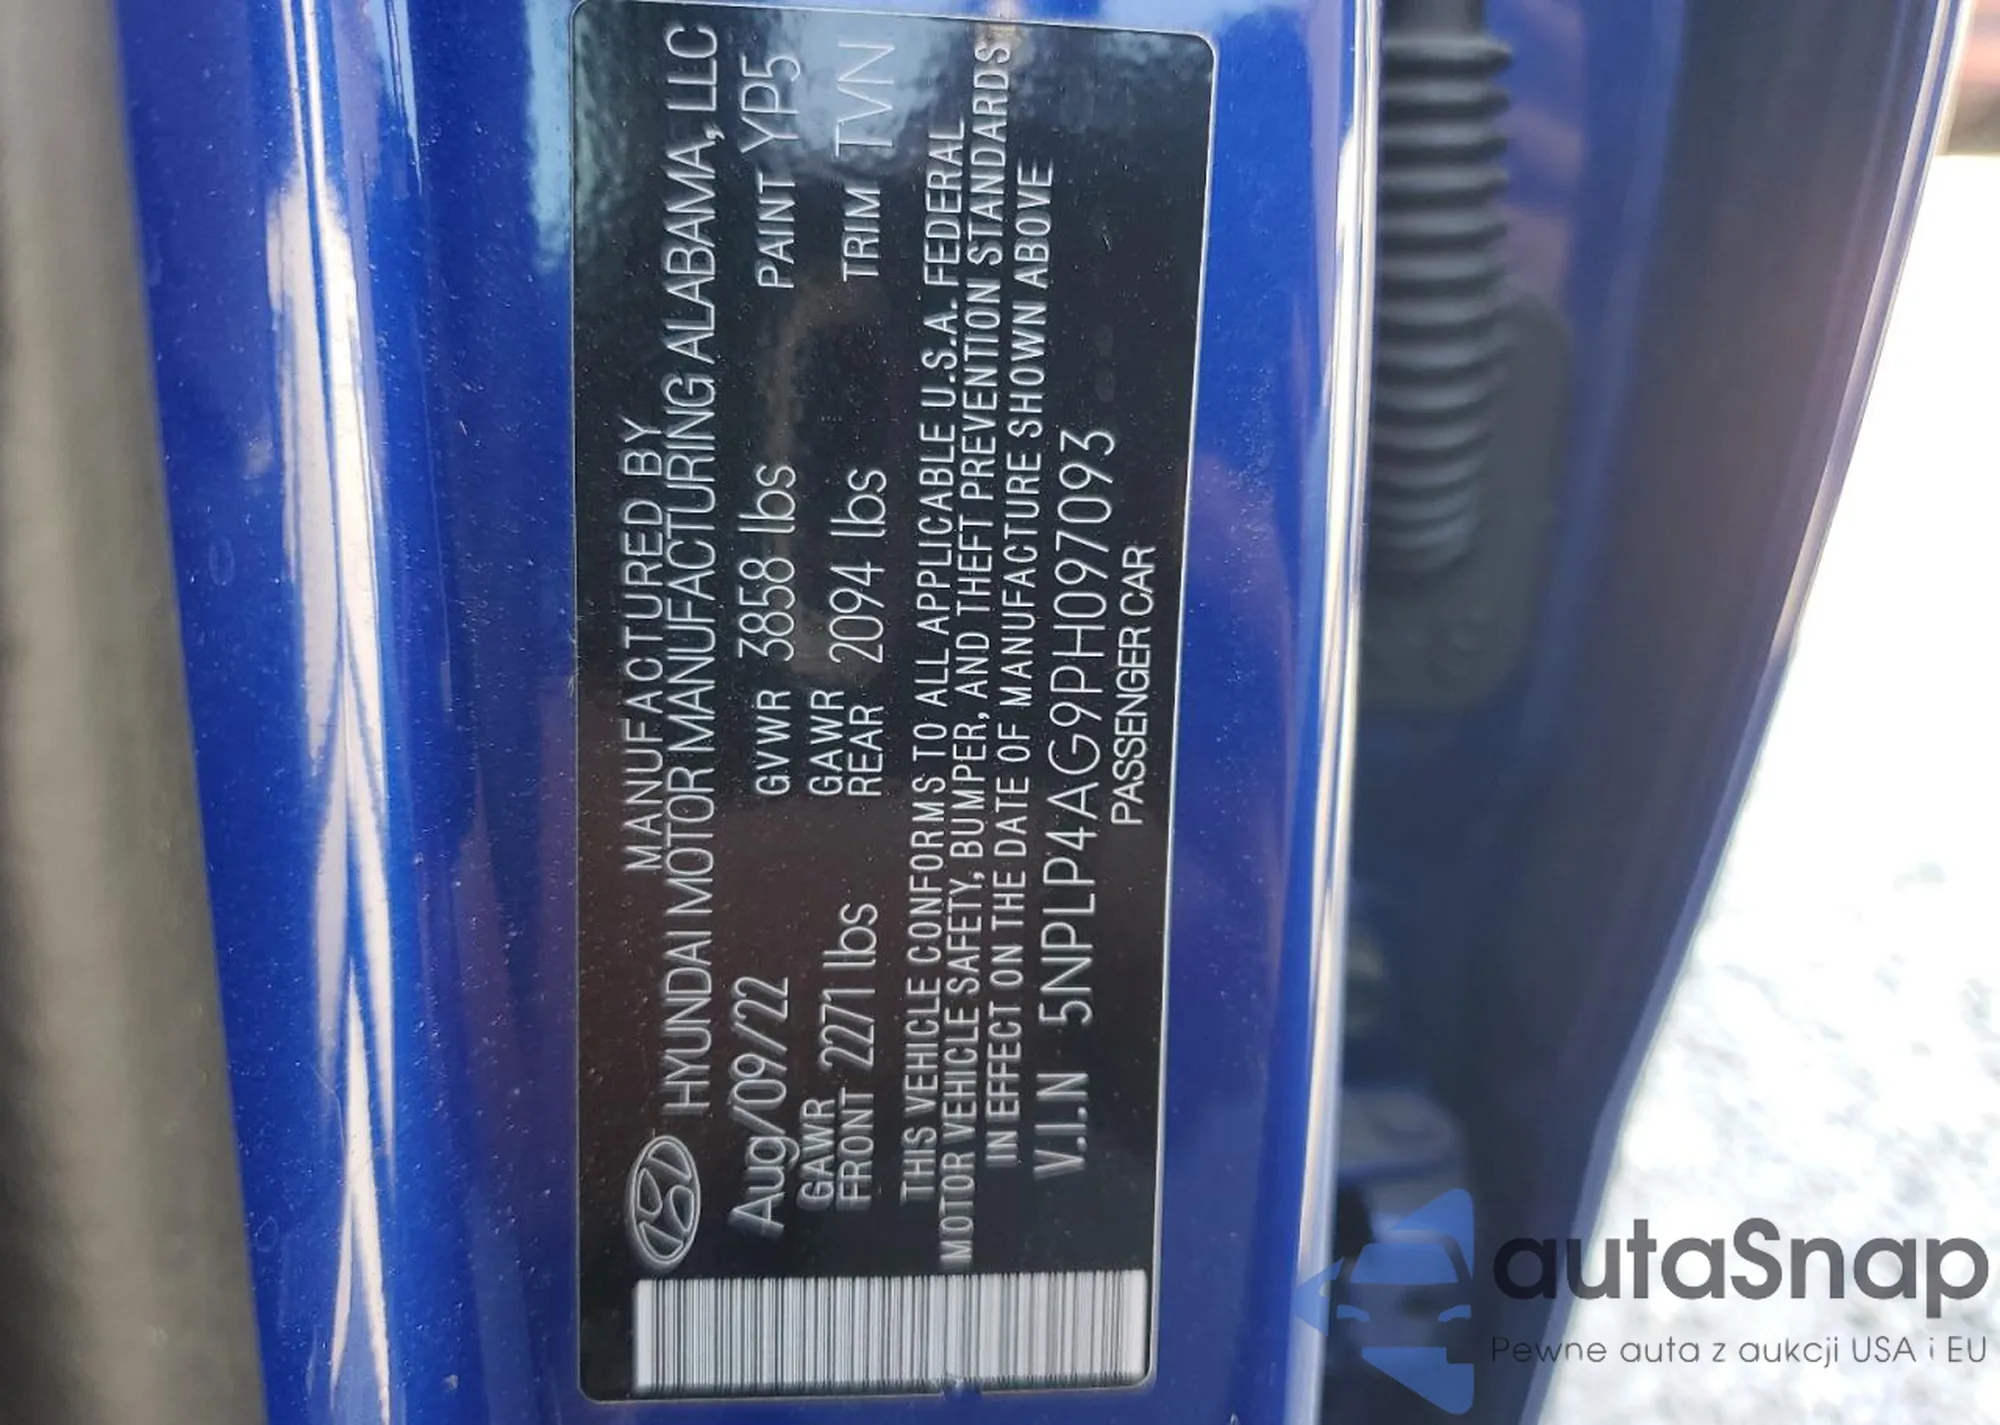 MANUFACTURED BY
HYUNDAI MOTOR MANUFACTURING ALABAMA, LLC
Aug/09/22 GVWR 3858 lbs PAINT YP5
GAWR FRONT 2271 lbs GAWR REAR 2094 lbs TRIM TVN
THIS VEHICLE CONFORMS TO ALL APPLICABLE U.S.A. FEDERAL
MOTOR VEHICLE SAFETY, BUMPER, AND THEFT PREVENTION STANDARDS
IN EFFECT ON THE DATE OF MANUFACTURE SHOWN ABOVE
V.I.N 5NPLP4AG9PH097093
PASSENGER CAR
autaSnap
Pewne auta z aukcji USA i EU